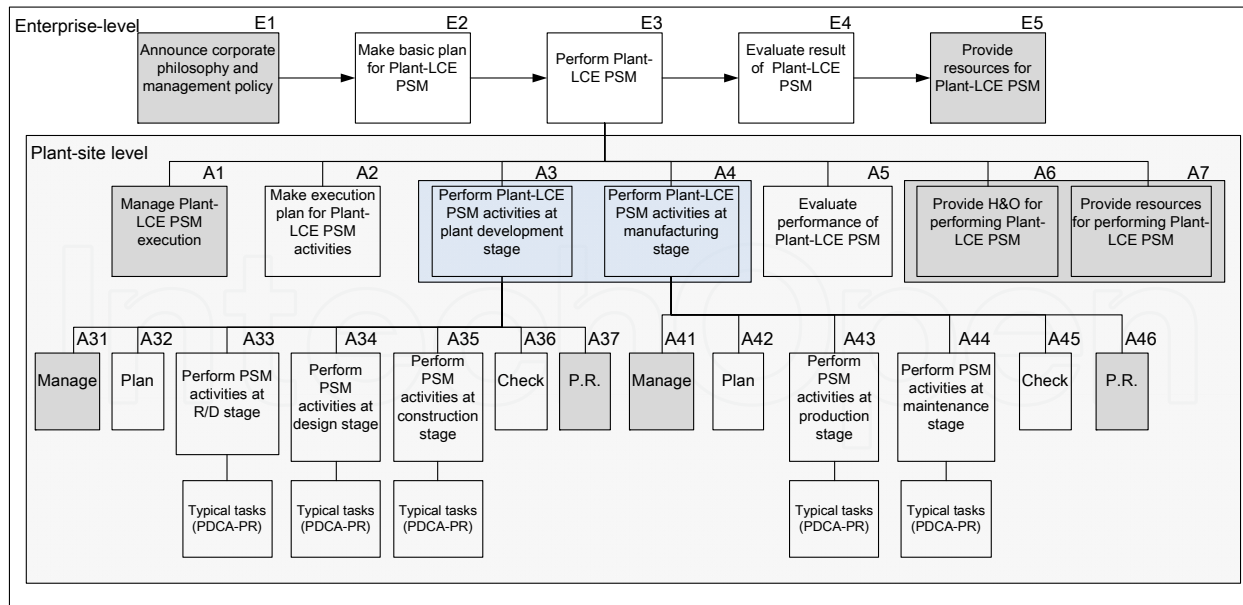 Enterprise-level
E1
Announce corporate
philosophy and
management policy
E2
Make basic plan
for Plant-LCE
PSM
E3
Perform Plant-
LCE PSM
E4
Evaluate result
of Plant-LCE
PSM
E5
Provide
resources for
Plant-LCE PSM
Plant-site level
A1
Manage Plant-
LCE PSM
execution
A2
Make execution
plan for Plant-
LCE PSM
activities
A3
Perform Plant-LCE
PSM activities at
plant development
stage
A4
Perform Plant-LCE
PSM activities at
manufacturing
stage
A5
Evaluate
performance of
Plant-LCE PSM
A6
Provide H&O for
performing Plant-
LCE PSM
A7
Provide resources
for performing Plant-
LCE PSM
IntechOpen
A31
Manage
A32
Plan
A33
Perform PSM
activities at
R/D stage
A34
Perform
PSM
activities at
design stage
A35
Perform
PSM
activities at
construction
stage
A36
Check
A37
P.R.
A41
Manage
A42
Plan
A43
Perform
PSM
activities at
production
stage
A44
Perform PSM
activities at
maintenance
stage
A45
Check
A46
P.R.
Typical tasks
(PDCA-PR)
Typical tasks
(PDCA-PR)
Typical tasks
(PDCA-PR)
Typical tasks
(PDCA-PR)
Typical tasks
(PDCA-PR)